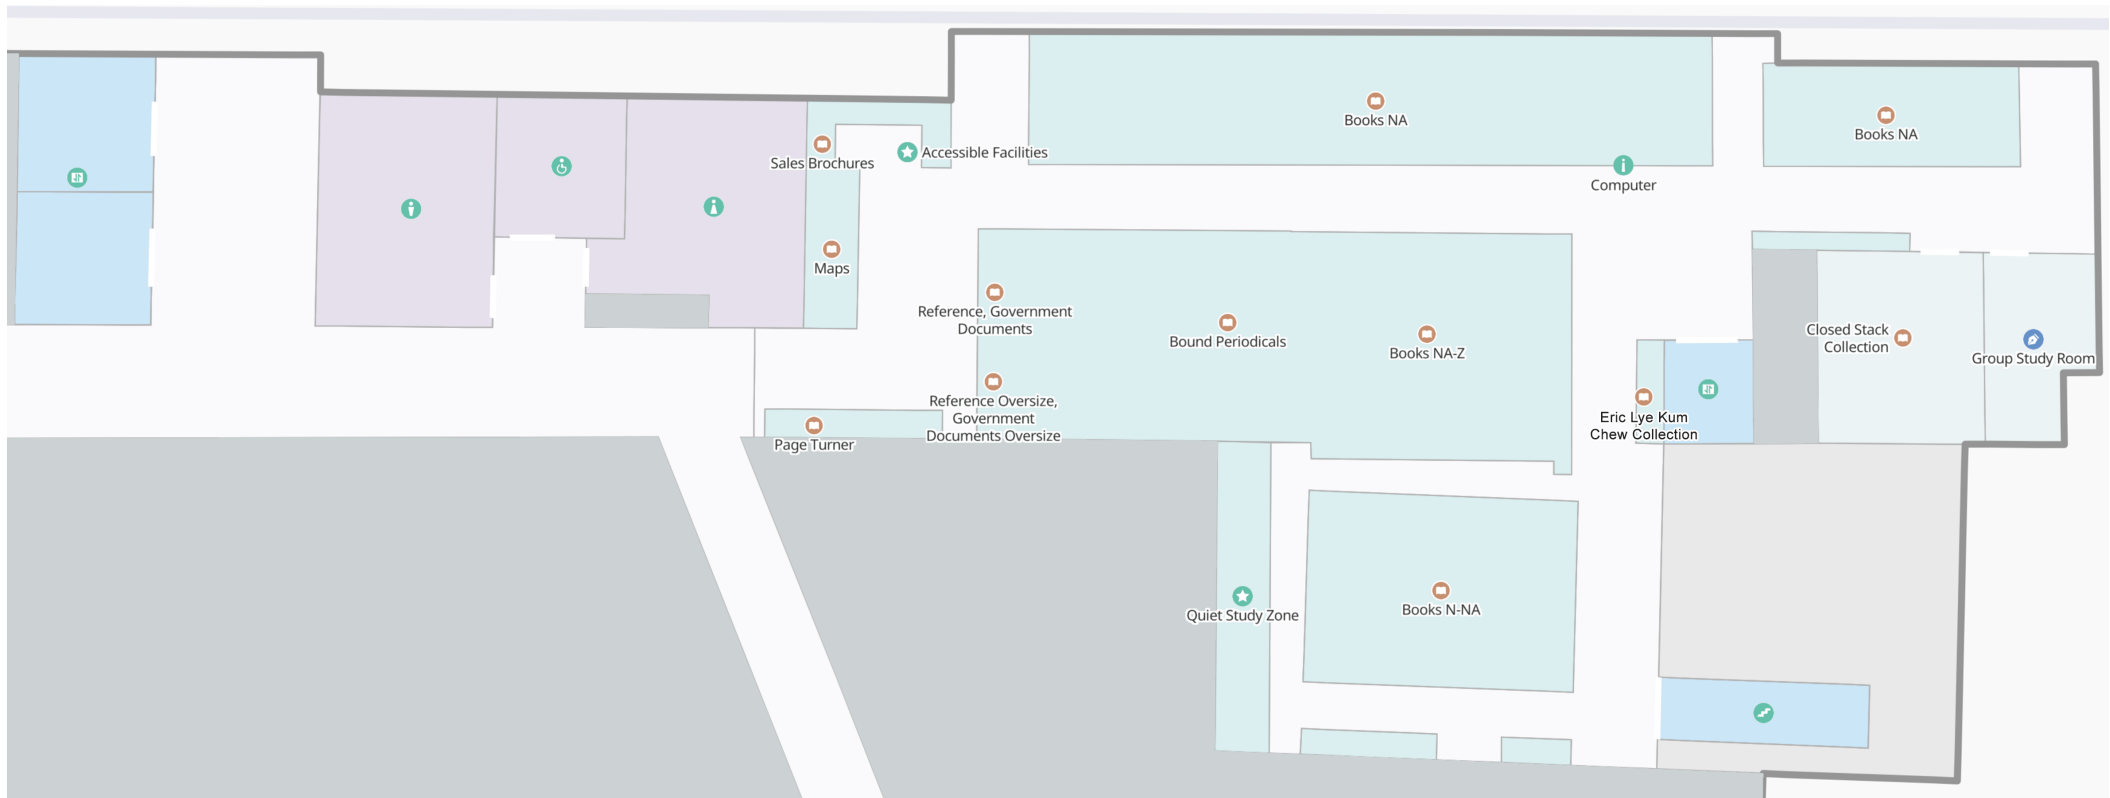 Books NA
Books NA
Sales Brochures
Accessible Facilities
Computer
Maps
Reference, Government
Documents
Bound Periodicals
Books NA-Z
Closed Stack
Collection
Group Study Room
Reference Oversize,
Government
Documents Oversize
Eric Lye Kum
Chew Collection
Page Turner
Quiet Study Zone
Books N-NA